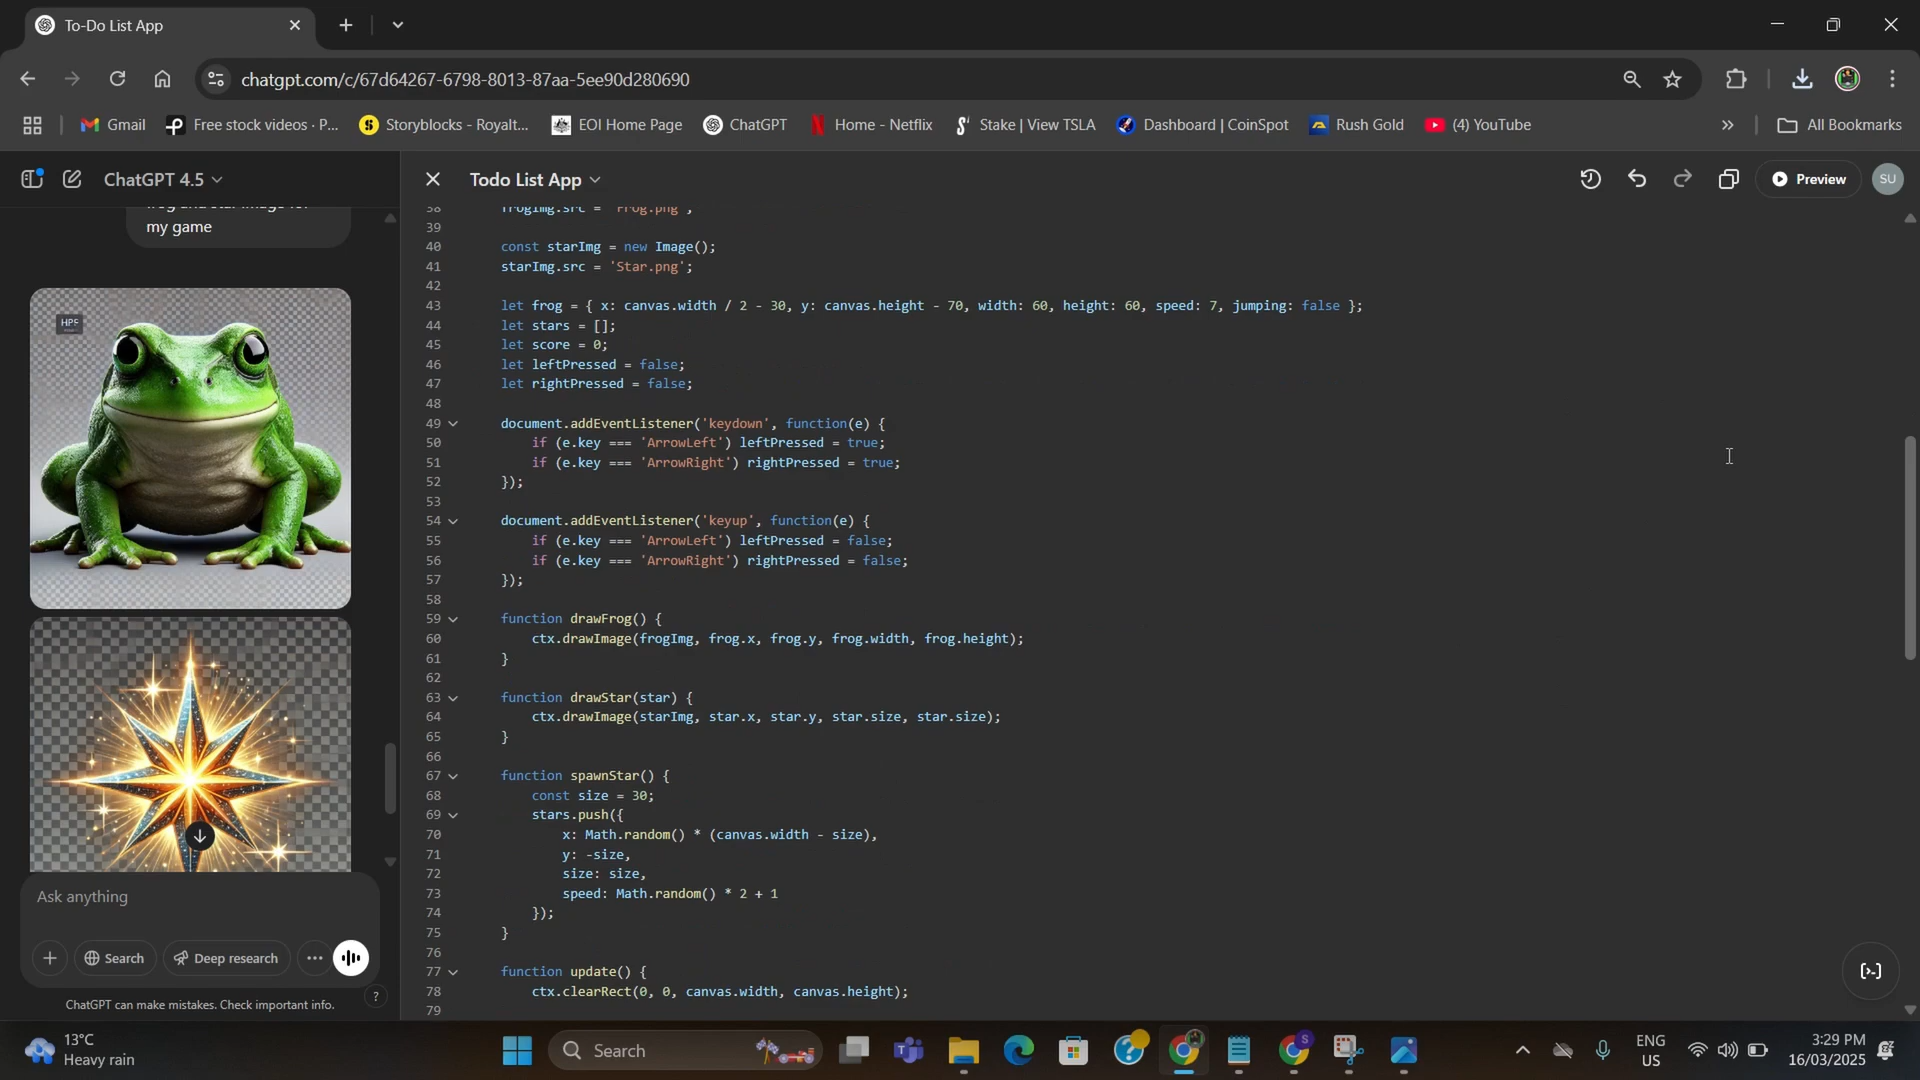 To-Do List App
chatgpt.com/c/67d64267-6798-8013-87aa-5ee90d280690
Gmail
Free stock videos · P...
Storyblocks - Royalt...
EOI Home Page
ChatGPT
Home - Netflix
Stake | View TSLA
Dashboard | CoinSpot
Rush Gold
(4) YouTube
»
All Bookmarks
ChatGPT 4.5
Todo List App
Preview
SU
frog and star image for
my game
38 frogImg.src = 'Frog.png';
39
40 const starImg = new Image();
41 starImg.src = 'Star.png';
42
43 let frog = { x: canvas.width / 2 - 30, y: canvas.height - 70, width: 60, height: 60, speed: 7, jumping: false };
44 let stars = [];
45 let score = 0;
46 let leftPressed = false;
47 let rightPressed = false;
48
49 document.addEventListener('keydown', function(e) {
50 if (e.key === 'ArrowLeft') leftPressed = true;
51 if (e.key === 'ArrowRight') rightPressed = true;
52 });
53
54 document.addEventListener('keyup', function(e) {
55 if (e.key === 'ArrowLeft') leftPressed = false;
56 if (e.key === 'ArrowRight') rightPressed = false;
57 });
58
59 function drawFrog() {
60 ctx.drawImage(frogImg, frog.x, frog.y, frog.width, frog.height);
61 }
62
63 function drawStar(star) {
64 ctx.drawImage(starImg, star.x, star.y, star.size, star.size);
65 }
66
67 function spawnStar() {
68 const size = 30;
69 stars.push({
70 x: Math.random() * (canvas.width - size),
71 y: -size,
72 size: size,
73 speed: Math.random() * 2 + 1
74 });
75 }
76
77 function update() {
78 ctx.clearRect(0, 0, canvas.width, canvas.height);
79
Ask anything
Search
Deep research
ChatGPT can make mistakes. Check important info.
?
13°C
Heavy rain
Search
ENG
US
3:29 PM
16/03/2025